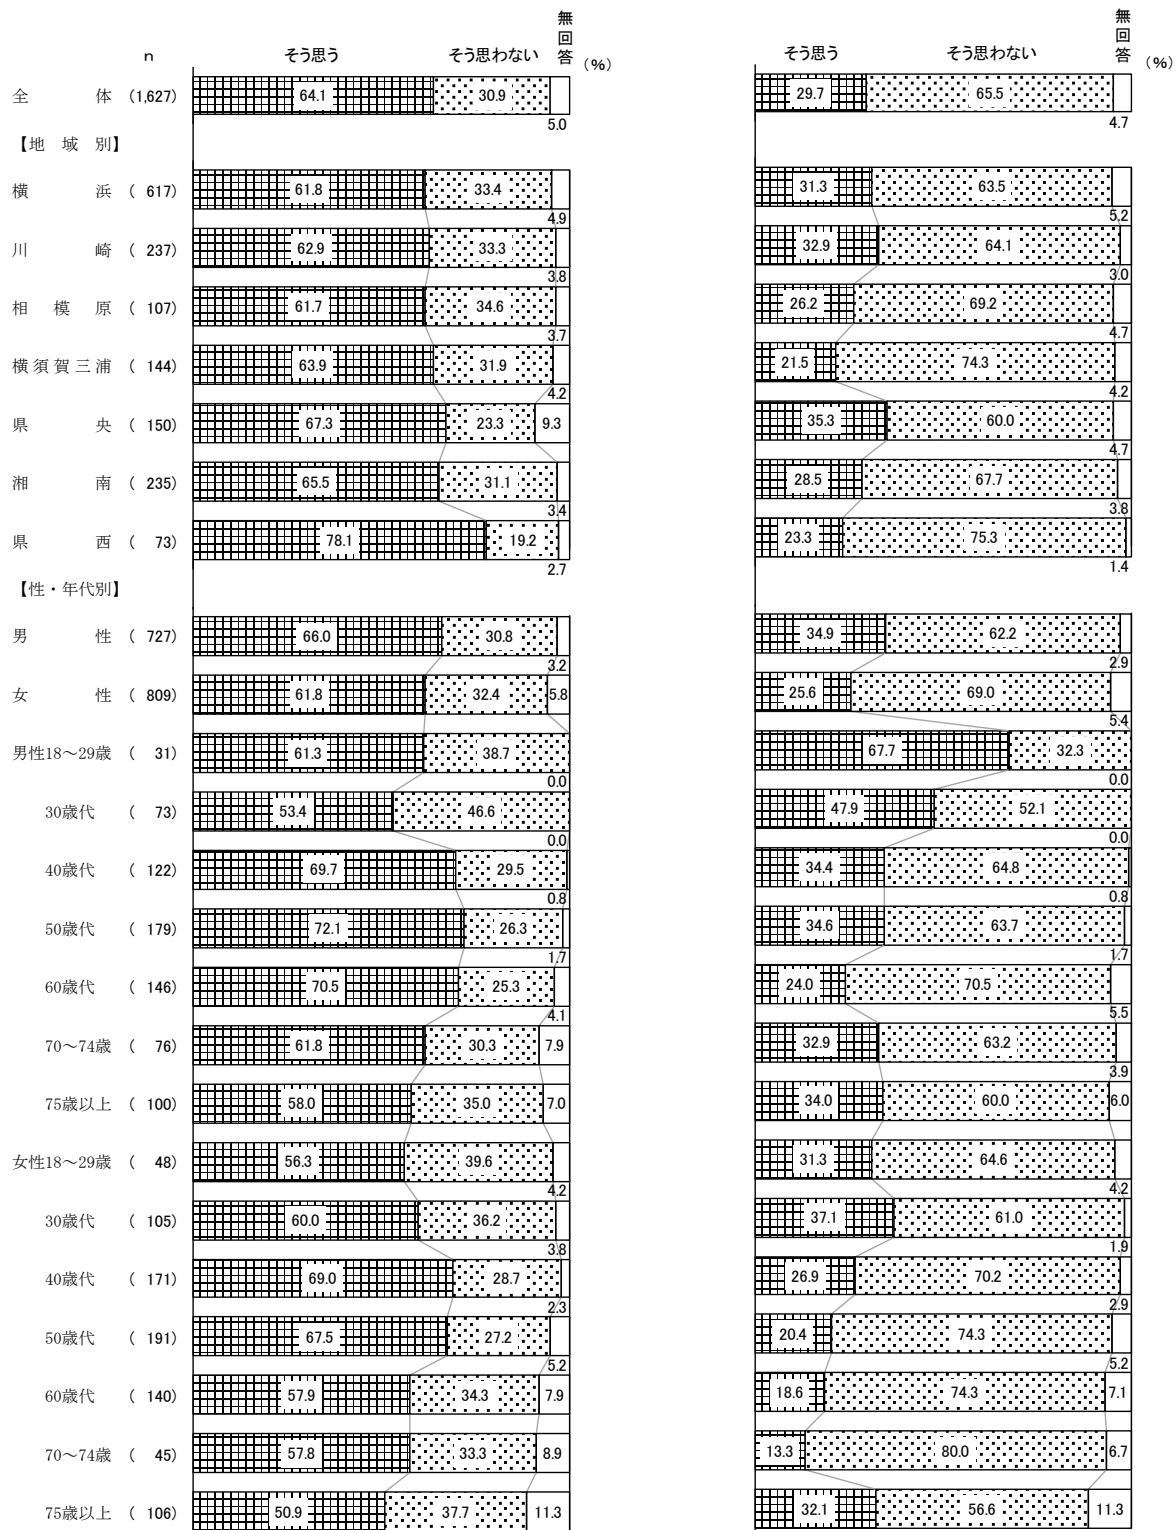 無回答 無回答
n そう思う そう思わない (%) そう思う そう思わない (%)
全体 (1,627) 64.1 30.9 29.7 65.5
5.0 4.7
【地域別】
横浜 (617) 61.8 33.4 31.3 63.5
4.9 5.2
川崎 (237) 62.9 33.3 32.9 64.1
3.8 3.0
相模原 (107) 61.7 34.6 26.2 69.2
3.7 4.7
横須賀三浦 (144) 63.9 31.9 21.5 74.3
4.2 4.2
県央 (150) 67.3 23.3 9.3 35.3 60.0
4.7
湘南 (235) 65.5 31.1 28.5 67.7
3.4 3.8
県西 (73) 78.1 19.2 23.3 75.3
2.7 1.4
【性・年代別】
男性 (727) 66.0 30.8 34.9 62.2
3.2 2.9
女性 (809) 61.8 32.4 5.8 25.6 69.0
5.4
男性18～29歳 (31) 61.3 38.7 67.7 32.3
0.0 0.0
30歳代 (73) 53.4 46.6 47.9 52.1
0.0 0.0
40歳代 (122) 69.7 29.5 34.4 64.8
0.8 0.8
50歳代 (179) 72.1 26.3 34.6 63.7
1.7 1.7
60歳代 (146) 70.5 25.3 24.0 70.5
4.1 5.5
70～74歳 (76) 61.8 30.3 7.9 32.9 63.2
3.9
75歳以上 (100) 58.0 35.0 7.0 34.0 60.0 6.0
女性18～29歳 (48) 56.3 39.6 31.3 64.6
4.2 4.2
30歳代 (105) 60.0 36.2 37.1 61.0
3.8 1.9
40歳代 (171) 69.0 28.7 26.9 70.2
2.3 2.9
50歳代 (191) 67.5 27.2 20.4 74.3
5.2 5.2
60歳代 (140) 57.9 34.3 7.9 18.6 74.3 7.1
70～74歳 (45) 57.8 33.3 8.9 13.3 80.0 6.7
75歳以上 (106) 50.9 37.7 11.3 32.1 56.6 11.3